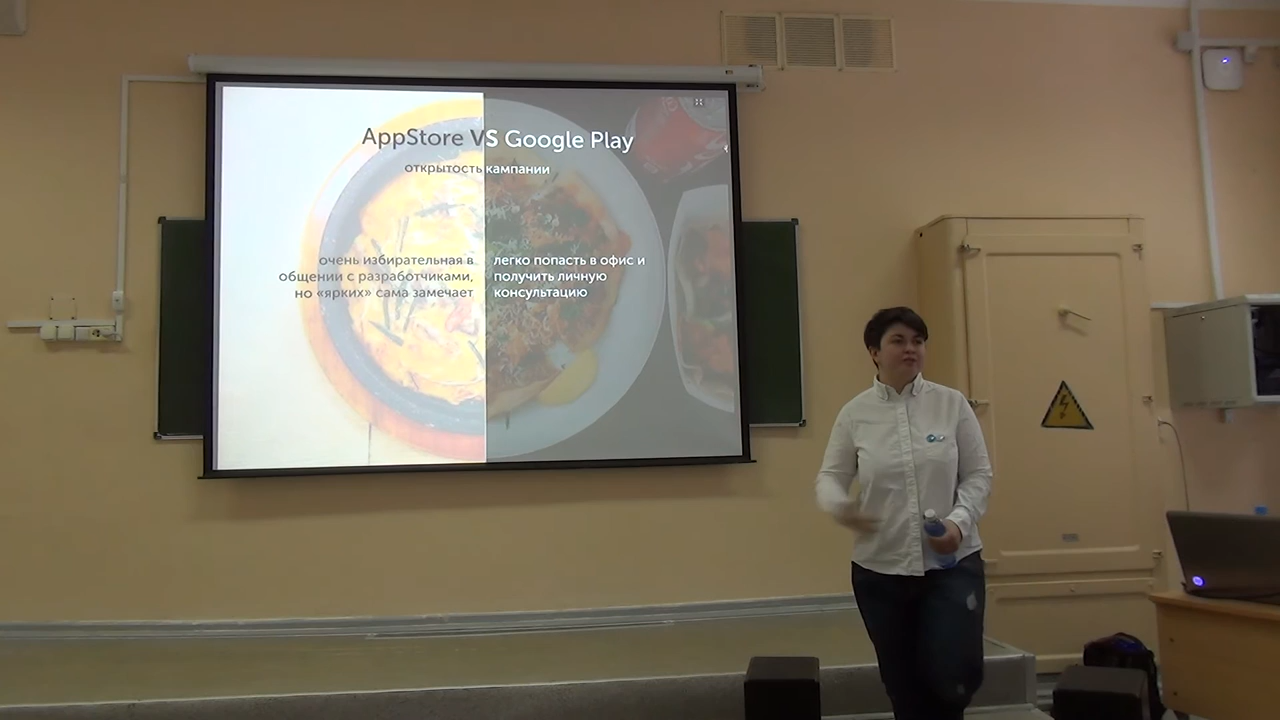 AppStore VS Google Play
открытость кампании
очень избирательная в
общении с разработчиками,
но «ярких» сама замечает
легко попасть в офис и
получить личную
консультацию